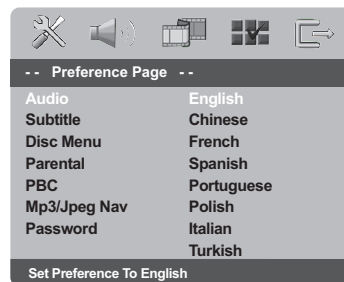 -- Preference Page --
Audio English
Subtitle Chinese
Disc Menu French
Parental Spanish
PBC Portuguese
Mp3/Jpeg Nav Polish
Password Italian
Turkish
Set Preference To English